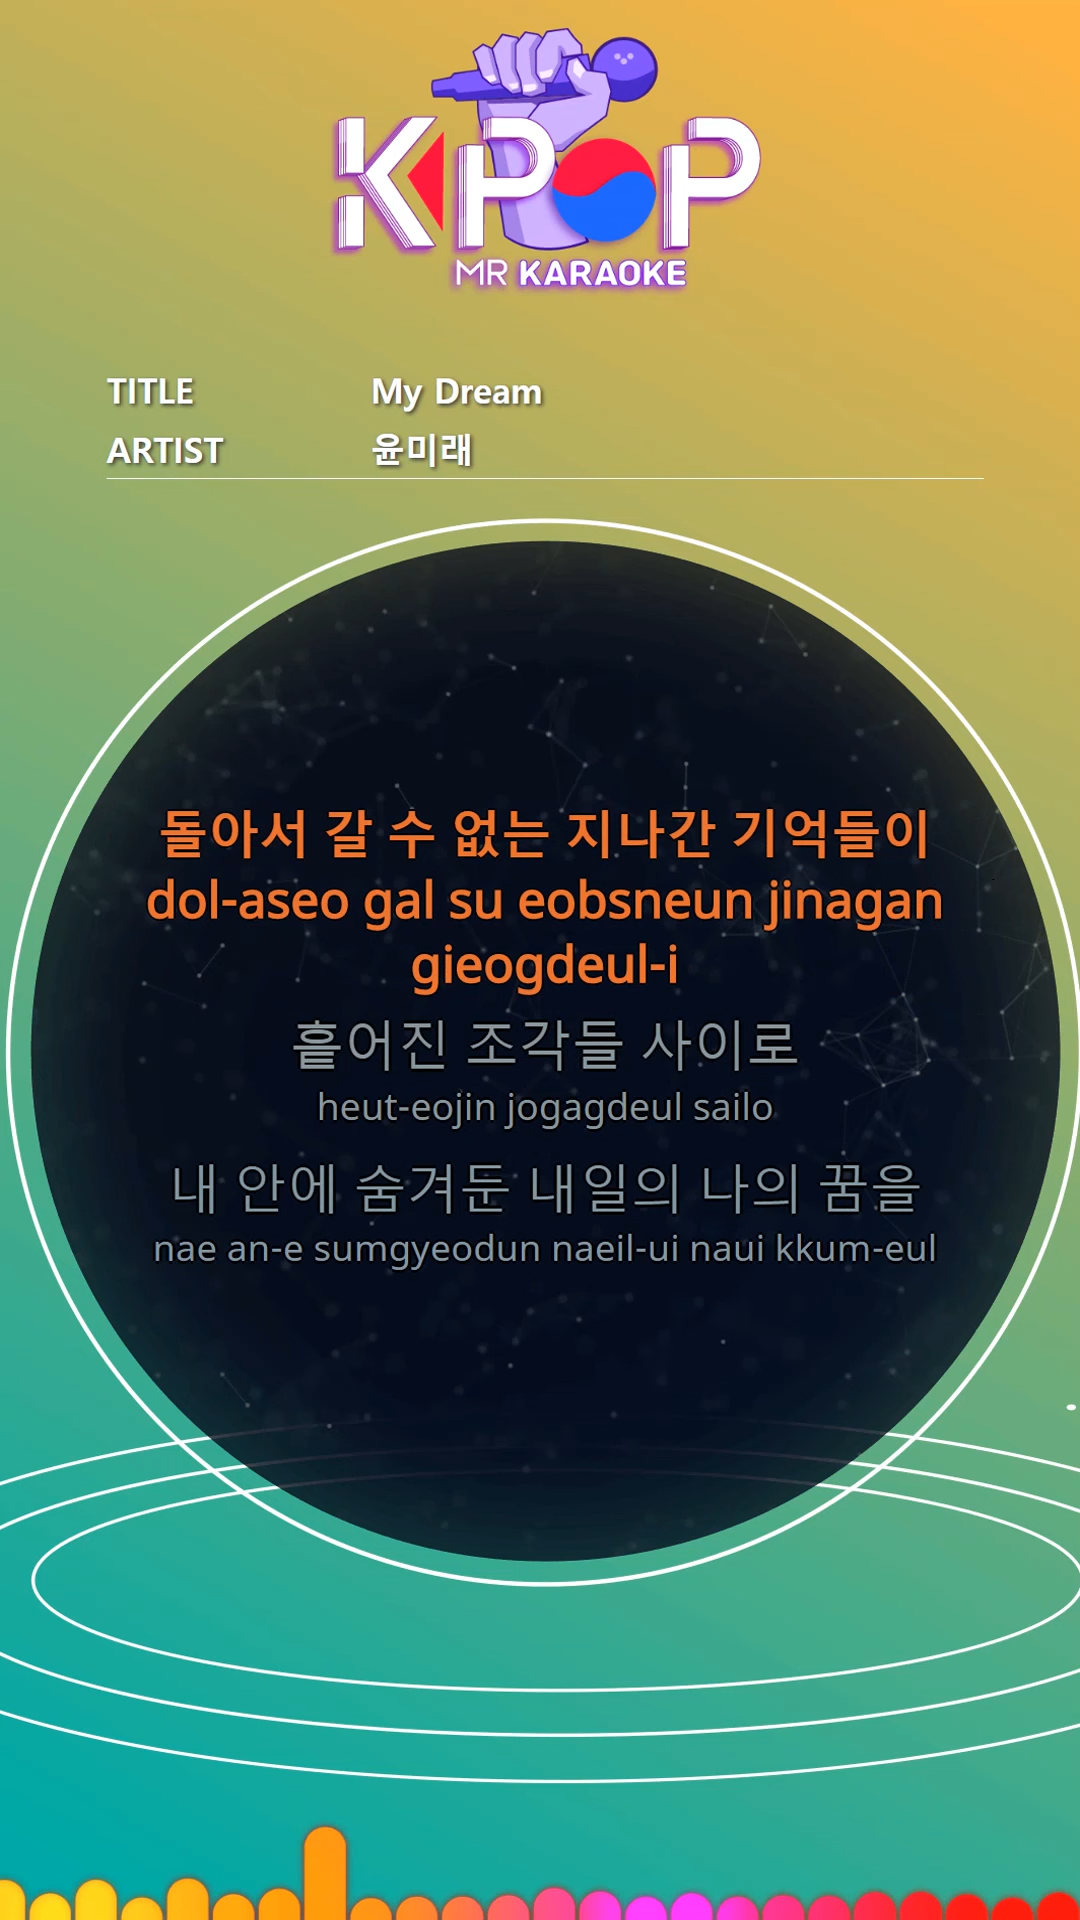 KPOP
MR KARAOKE
TITLE My Dream
ARTIST 윤미래
돌아서 갈 수 없는 지나간 기억들이
dol-aseo gal su eobsneun jinagan
gieogdeul-i
흩어진 조각들 사이로
heut-eojin jogagdeul sailo
내 안에 숨겨둔 내일의 나의 꿈을
nae an-e sumgyeodun naeil-ui naui kkum-eul